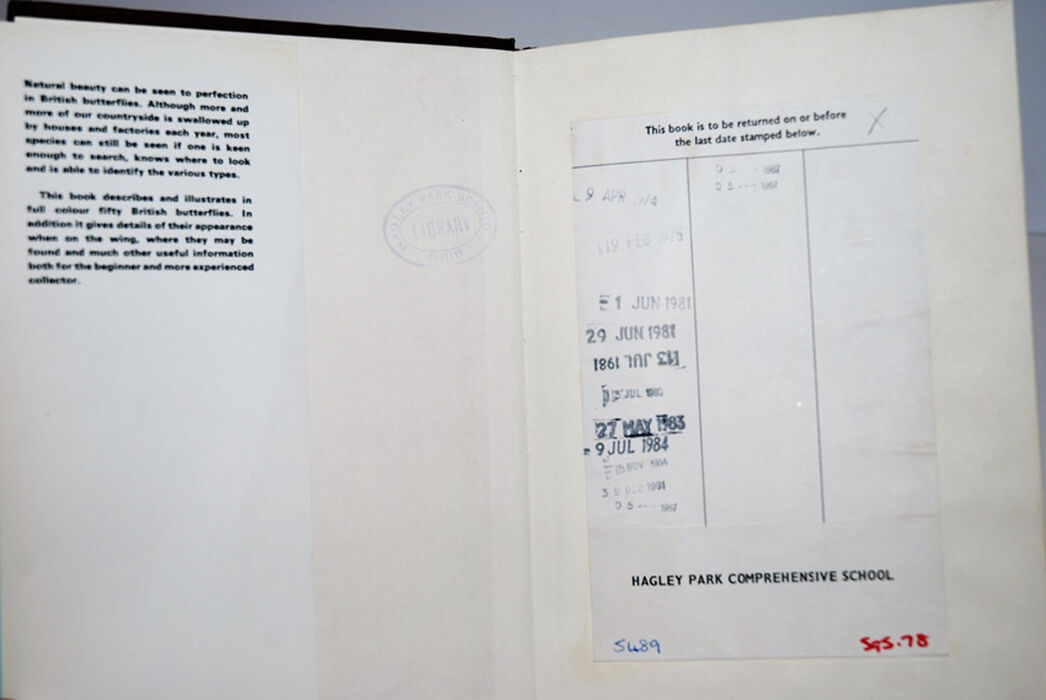 Natural beauty can be seen to perfection
in British butterflies. Although more and
more of our countryside is swallowed up
by houses and factories each year, most
species can still be seen if one is keen
enough to search, knows where to look
and is able to identify the various types.
This book describes and illustrates in
full colour fifty British butterflies. In
addition it gives details of their appearance
when on the wing, where they may be
found and much other useful information
both for the beginner and more experienced
collector.
HAGLEY PARK SCHOOL
LIBRARY
This book is to be returned on or before
the last date stamped below.
X
9 APR
19 FEB 1975
1 JUN 1981
29 JUN 1981
13 JUL 1981
JUL
27 MAY 1983
- 9 JUL 1984
NOV
1991
HAGLEY PARK COMPREHENSIVE SCHOOL
5489
595.78